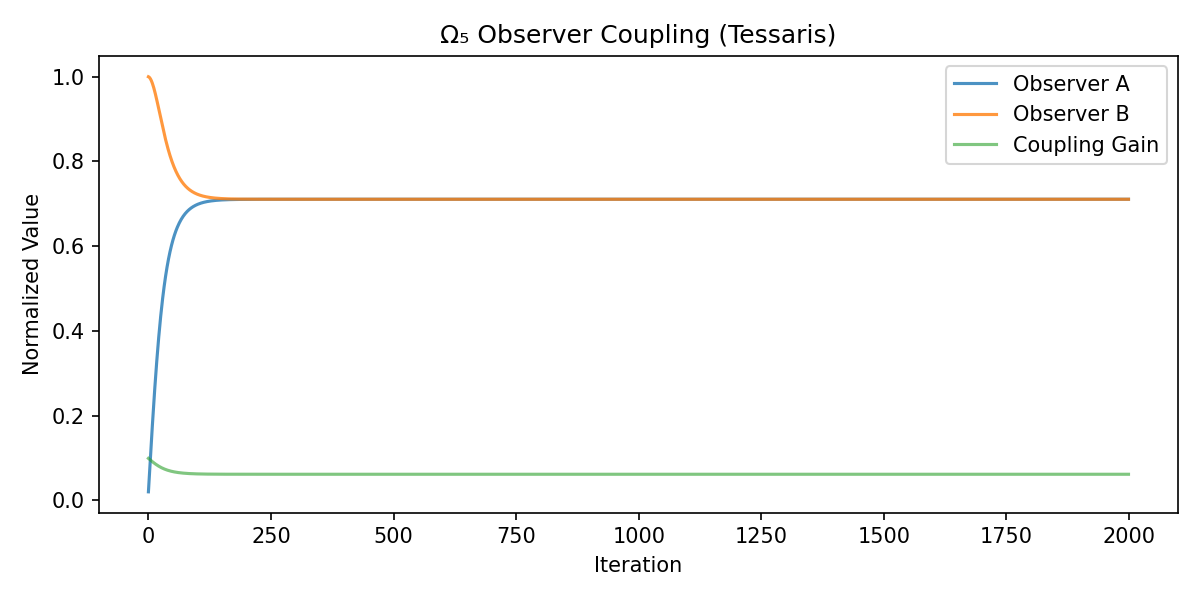 Ω₅ Observer Coupling (Tessaris)
Observer A
Observer B
Coupling Gain
Normalized Value
1.0
0.8
0.6
0.4
0.2
0.0
0 250 500 750 1000 1250 1500 1750 2000
Iteration